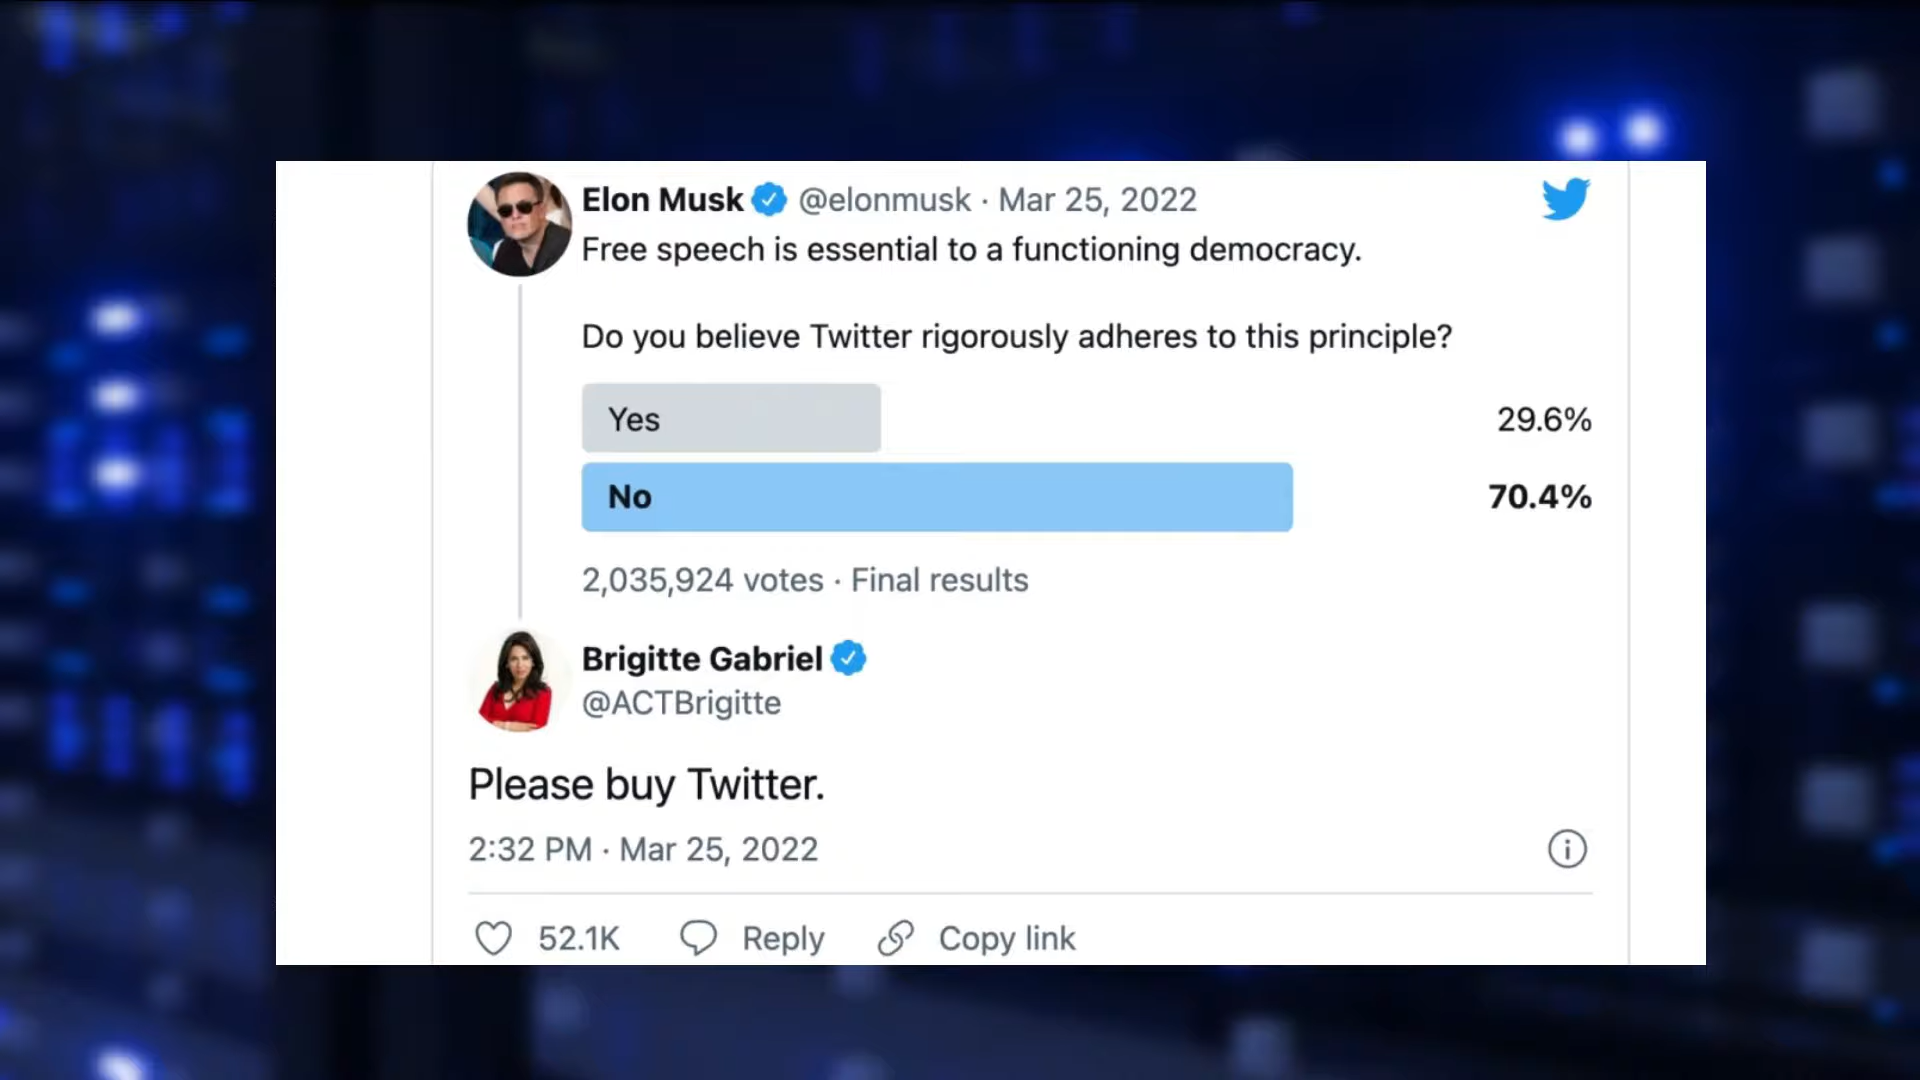 Elon Musk @elonmusk · Mar 25, 2022
Free speech is essential to a functioning democracy.
Do you believe Twitter rigorously adheres to this principle?
Yes 29.6%
No 70.4%
2,035,924 votes · Final results
Brigitte Gabriel
@ACTBrigitte
Please buy Twitter.
2:32 PM · Mar 25, 2022
52.1K Reply Copy link